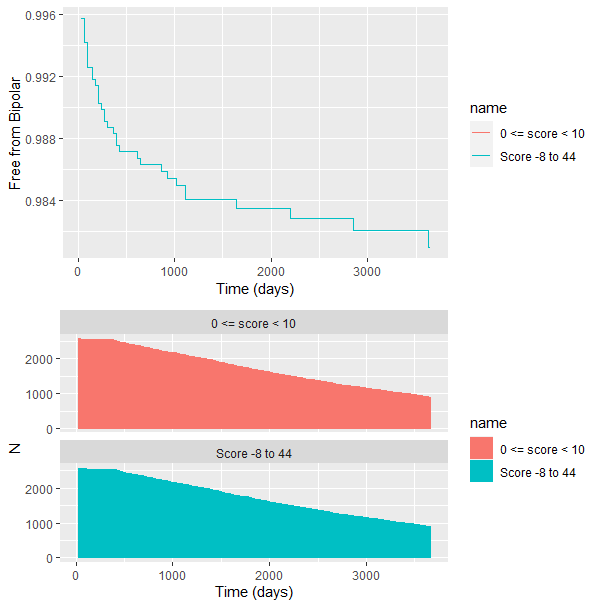 0.996
0.992
0.988
0.984
Free from Bipolar
0 1000 2000 3000
Time (days)
name
0 <= score < 10
Score -8 to 44
0 <= score < 10
2000
1000
0
Score -8 to 44
2000
1000
0
N
0 1000 2000 3000
Time (days)
name
0 <= score < 10
Score -8 to 44